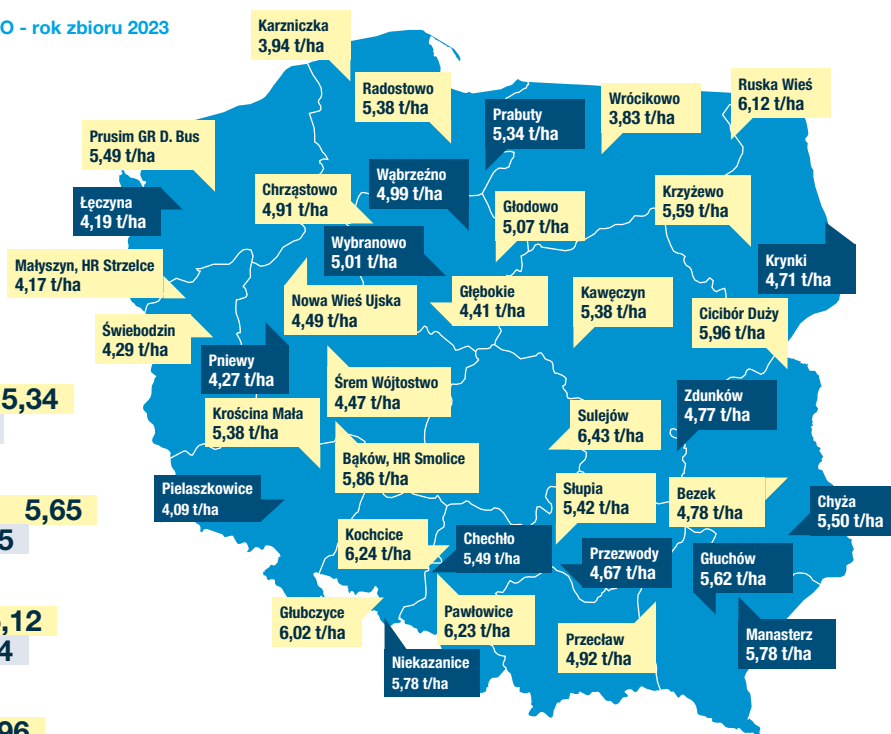 O - rok zbioru 2023
Karzniczka
3,94 t/ha
Radostowo
5,38 t/ha
Ruska Wieś
6,12 t/ha
Wrócikowo
3,83 t/ha
Prabuty
5,34 t/ha
Prusim GR D. Bus
5,49 t/ha
Wąbrzeźno
4,99 t/ha
Chrząstowo
4,91 t/ha
Krzyżewo
5,59 t/ha
Łęczyna
4,19 t/ha
Głodowo
5,07 t/ha
Wybranowo
5,01 t/ha
Krynki
4,71 t/ha
Małyszyn, HR Strzelce
4,17 t/ha
Nowa Wieś Ujska
4,49 t/ha
Głębokie
4,41 t/ha
Kawęczyn
5,38 t/ha
Cicibór Duży
5,96 t/ha
Świebodzin
4,29 t/ha
Pniewy
4,27 t/ha
Śrem Wójtostwo
4,47 t/ha
Zdunków
4,77 t/ha
5,34
Krościna Mała
5,38 t/ha
Sulejów
6,43 t/ha
Bąków, HR Smolice
5,86 t/ha
Pielaszkowice
4,09 t/ha
Słupia
5,42 t/ha
Bezek
4,78 t/ha
Chyża
5,50 t/ha
5,65
5
Kochcice
6,24 t/ha
Chechło
5,49 t/ha
Przezwody
4,67 t/ha
Głuchów
5,62 t/ha
Głubczyce
6,02 t/ha
Pawłowice
6,23 t/ha
Przecław
4,92 t/ha
Manasterz
5,78 t/ha
,12
4
Niekazanice
5,78 t/ha
96